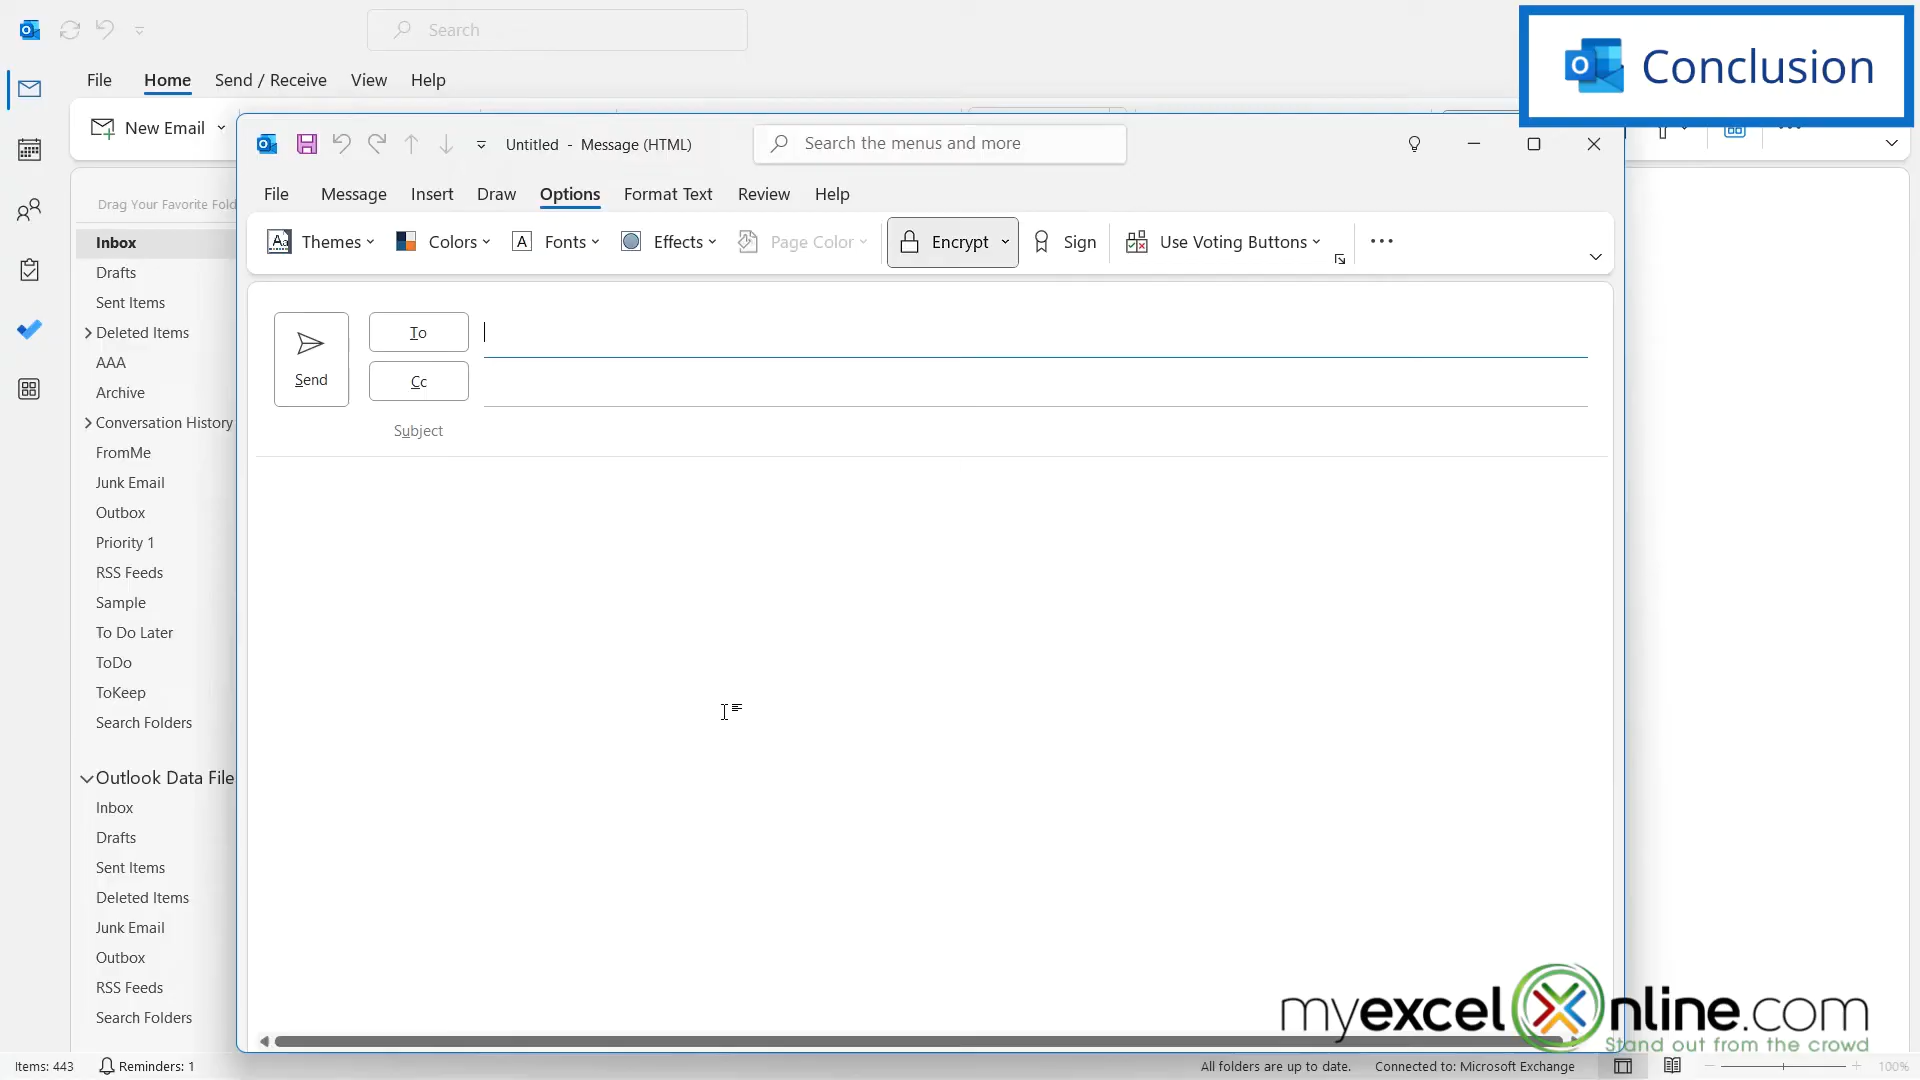 Search
Conclusion
File Home Send / Receive View Help
New Email
Untitled - Message (HTML)
Search the menus and more
File Message Insert Draw Options Format Text Review Help
Themes Colors Fonts Effects Page Color Encrypt Sign Use Voting Buttons
Drag Your Favorite Fold
Inbox
Drafts
Sent Items
Deleted Items
AAA
Archive
Conversation History
FromMe
Junk Email
Outbox
Priority 1
RSS Feeds
Sample
To Do Later
ToDo
ToKeep
Search Folders
Outlook Data File
Inbox
Drafts
Sent Items
Deleted Items
Junk Email
Outbox
RSS Feeds
Search Folders
Send
To
Cc
Subject
myexcelonline.com
Stand out from the crowd
Items: 443 Reminders: 1 All folders are up to date. Connected to: Microsoft Exchange 100%